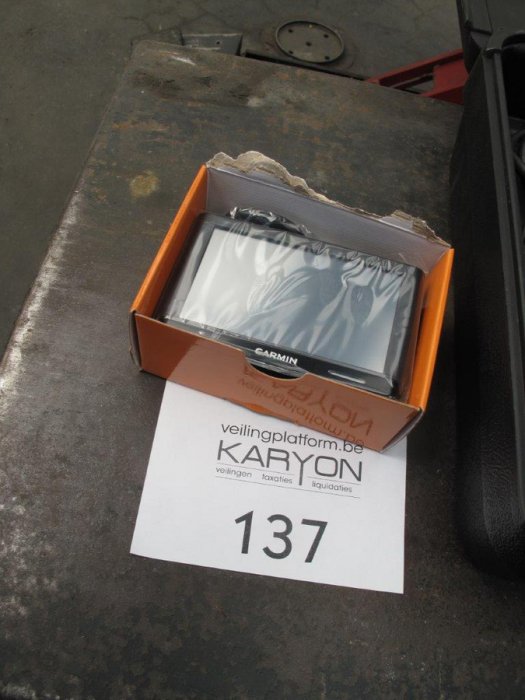 GARMIN
veilingplatform.be
KARYON
veilingen taxaties liquidaties
137